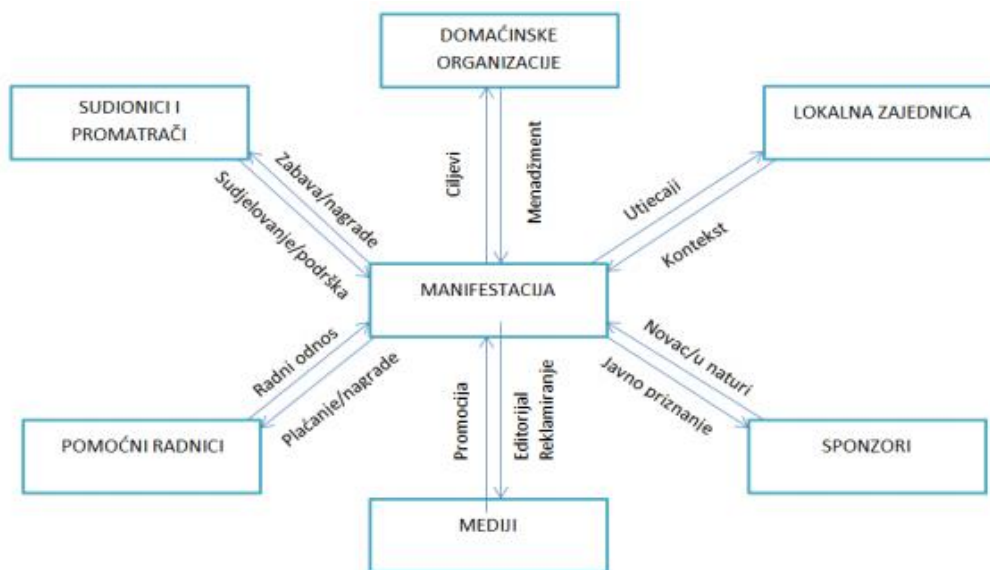 DOMAĆINSKE
ORGANIZACIJE
SUDIONICI I
PROMATRAČI
LOKALNA ZAJEDNICA
Zabava/nagrade
Sudjelovanje/podrška
Ciljevi
Menadžment
Utjecaji
Kontekst
MANIFESTACIJA
Radni odnos
Plaćanje/nagrade
Promocija
Editorijal
Reklamiranje
Novac/u naturi
Javno priznanje
POMOĆNI RADNICI
MEDIJI
SPONZORI